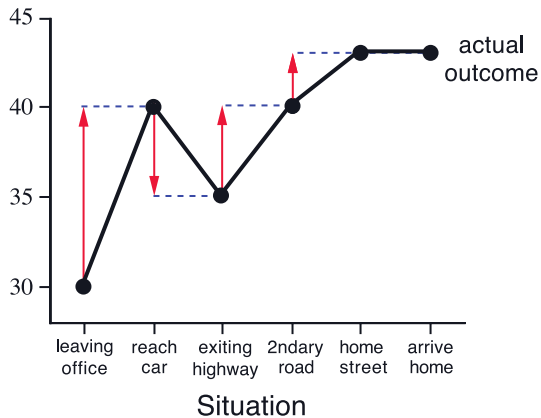 45
40
35
30
actual
outcome
leaving
office
reach
car
exiting
highway
2ndary
road
home
street
arrive
home
Situation